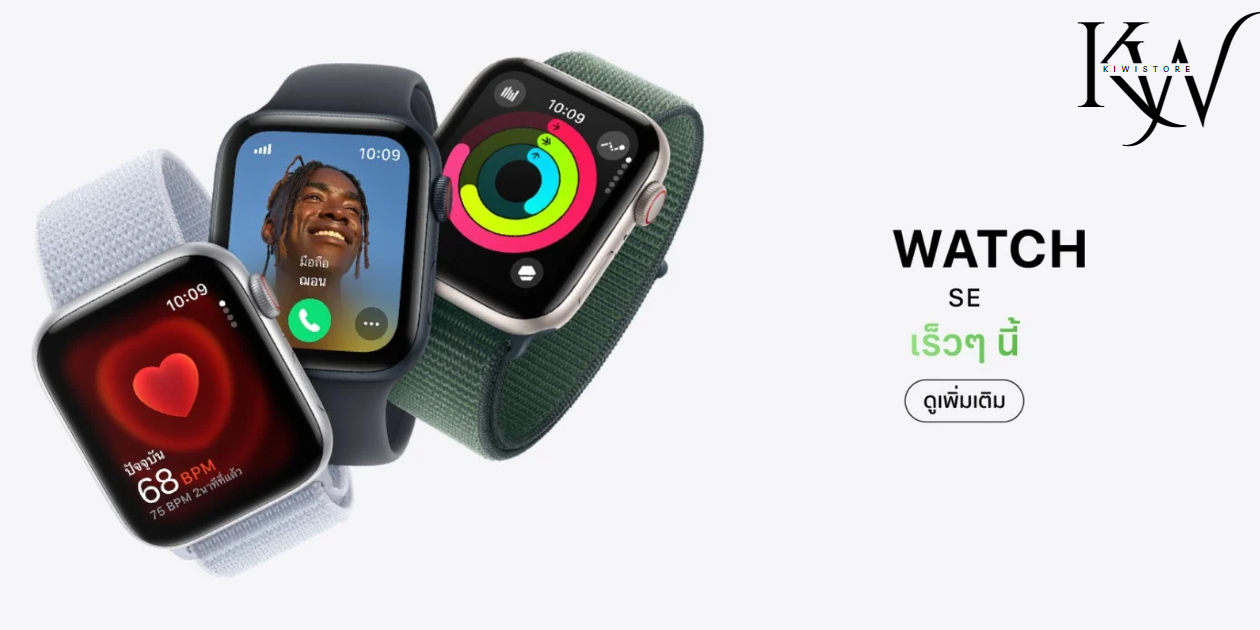 KW
KIWISTORE
10:09
10:09
มือถือ
ฌอน
10:09
ปัจจุบัน
68 BPM
75 BPM 2นาทีที่แล้ว
WATCH
SE
เร็วๆ นี้
ดูเพิ่มเติม